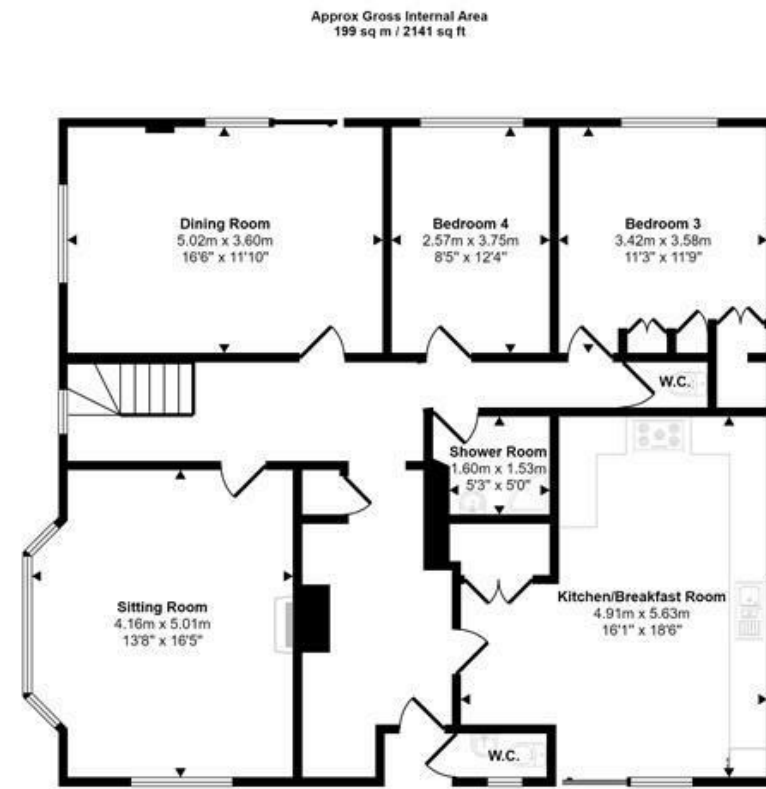 Approx Gross Internal Area
199 sq m / 2141 sq ft
Dining Room
5.02m x 3.60m
16'6" x 11'10"
Bedroom 4
2.57m x 3.75m
8'5" x 12'4"
Bedroom 3
3.42m x 3.58m
11'3" x 11'9"
W.C.
Shower Room
1.60m x 1.53m
5'3" x 5'0"
Sitting Room
4.16m x 5.01m
13'8" x 16'5"
Kitchen/Breakfast Room
4.91m x 5.63m
16'1" x 18'6"
W.C.